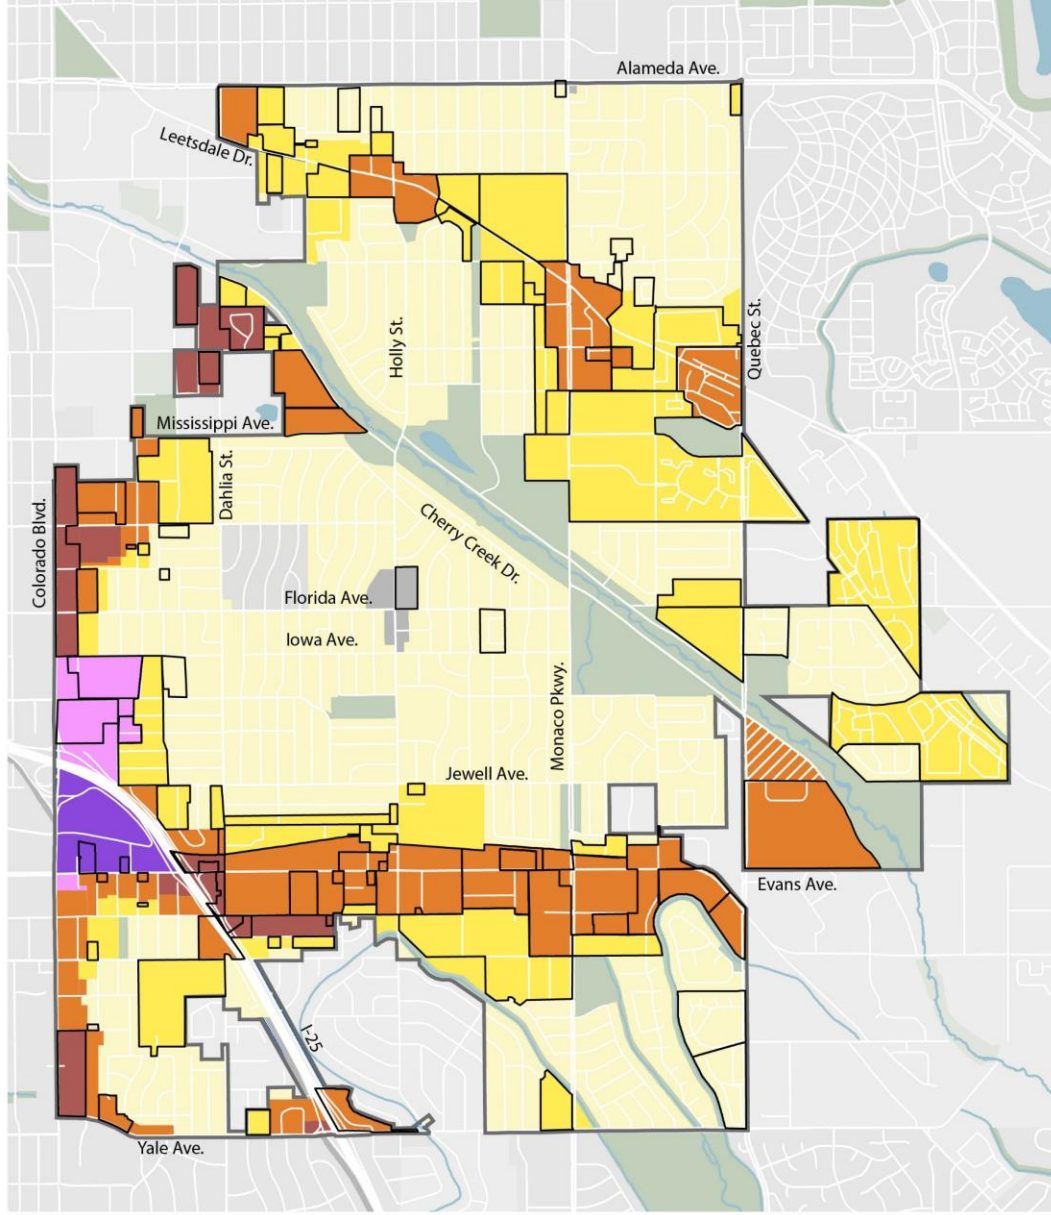 Alameda Ave.
Leetsdale Dr.
Quebec St.
Holly St.
Mississippi Ave.
Dahlia St.
Colorado Blvd.
Cherry Creek Dr.
Florida Ave.
Iowa Ave.
Monaco Pkwy.
Jewell Ave.
Evans Ave.
I-25
Yale Ave.